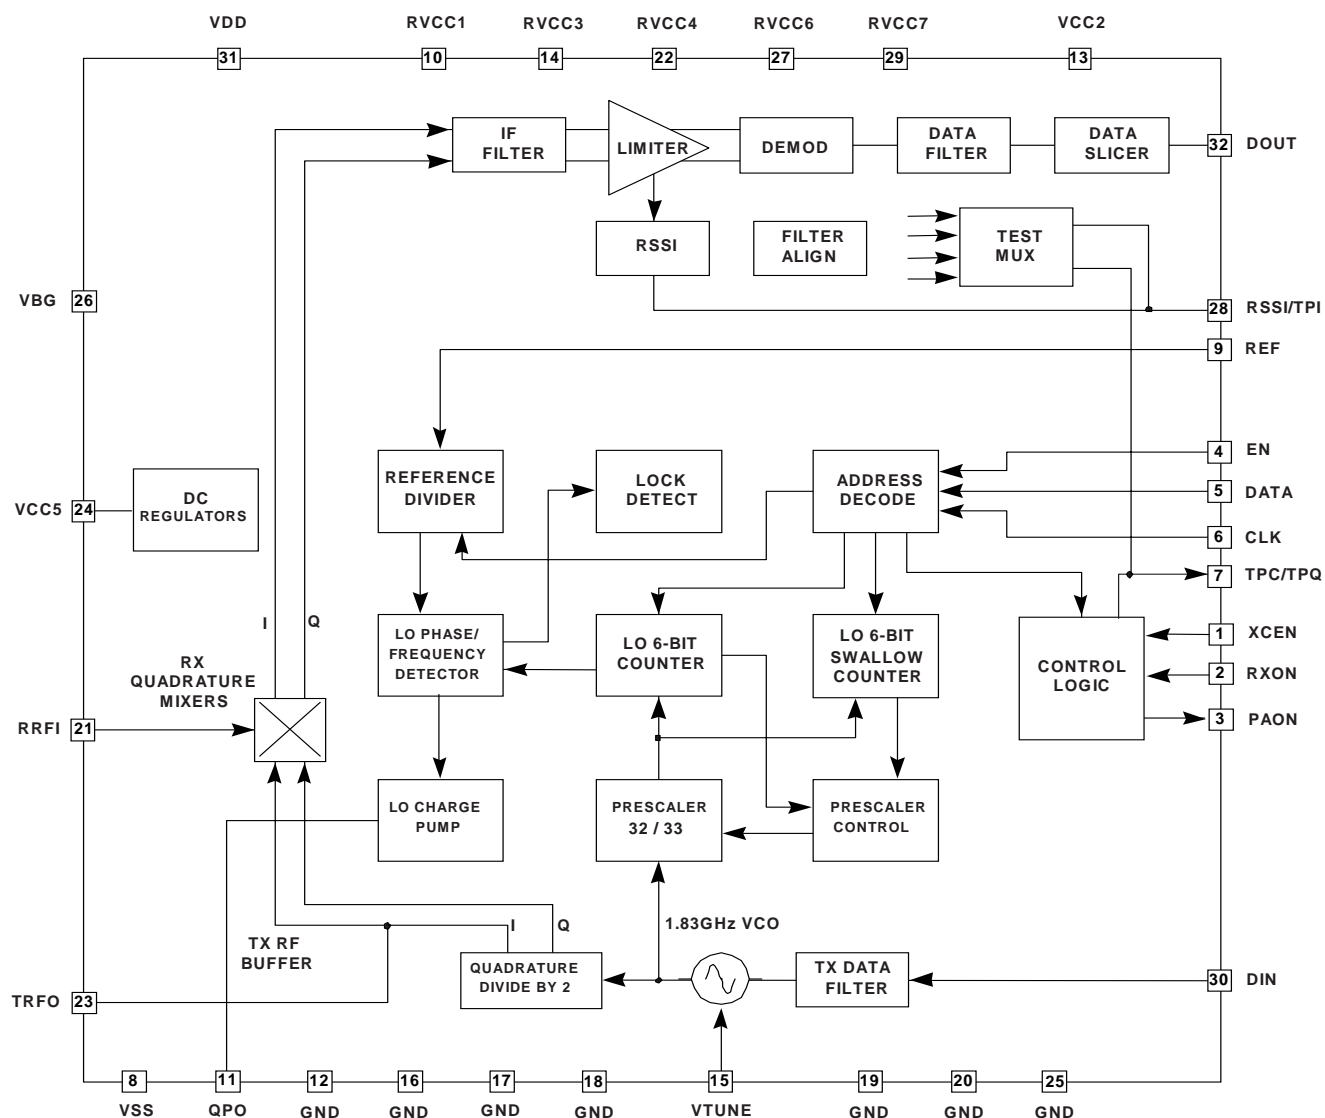 VDD
RVCC1
RVCC3
RVCC4
RVCC6
RVCC7
VCC2
31
10
14
22
27
29
13
IF
FILTER
LIMITER
DEMOD
DATA
FILTER
DATA
SLICER
32
DOUT
RSSI
FILTER
ALIGN
TEST
MUX
VBG
26
28
RSSI/TPI
9
REF
REFERENCE
DIVIDER
LOCK
DETECT
ADDRESS
DECODE
4
EN
5
DATA
6
CLK
VCC5
24
DC
REGULATORS
7
TPC/TPQ
I
Q
LO PHASE/
FREQUENCY
DETECTOR
LO 6-BIT
COUNTER
LO 6-BIT
SWALLOW
COUNTER
CONTROL
LOGIC
1
XCEN
2
RXON
3
PAON
RX
QUADRATURE
MIXERS
RRFI
21
LO CHARGE
PUMP
PRESCALER
32 / 33
PRESCALER
CONTROL
I
Q
1.83GHz VCO
TX RF
BUFFER
QUADRATURE
DIVIDE BY 2
TX DATA
FILTER
30
DIN
TRFO
23
8
11
12
16
17
18
15
19
20
25
VSS
QPO
GND
GND
GND
GND
VTUNE
GND
GND
GND